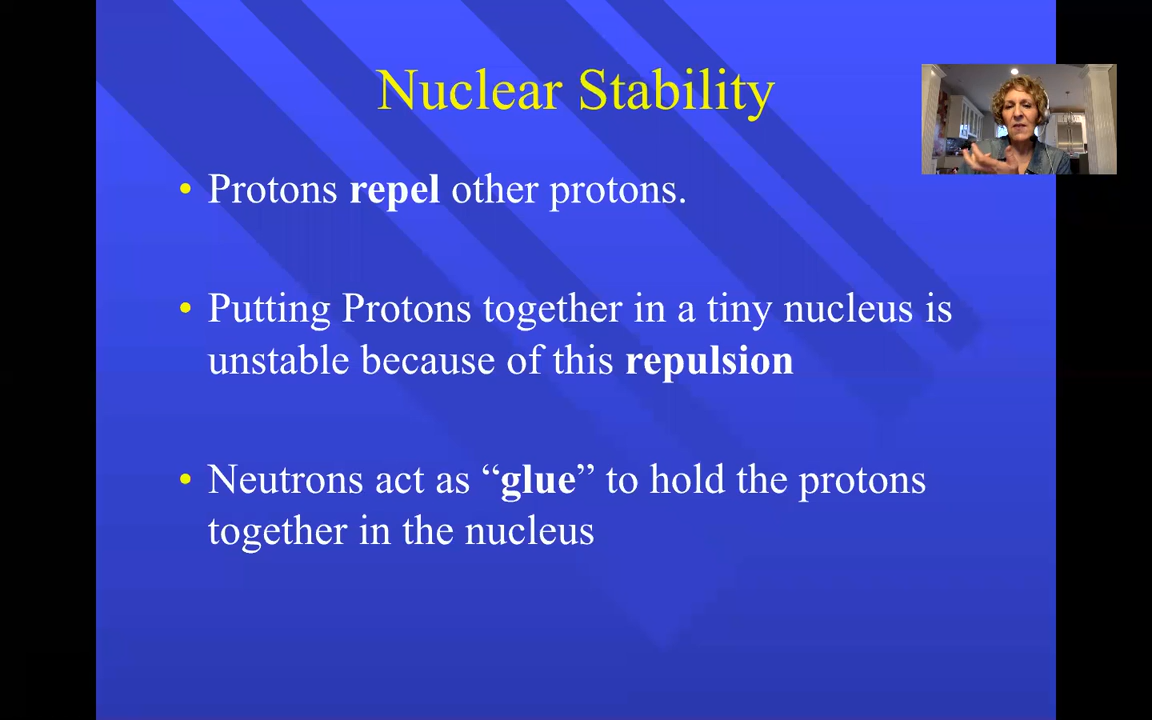 Nuclear Stability
• Protons repel other protons.
• Putting Protons together in a tiny nucleus is
unstable because of this repulsion
• Neutrons act as “glue” to hold the protons
together in the nucleus